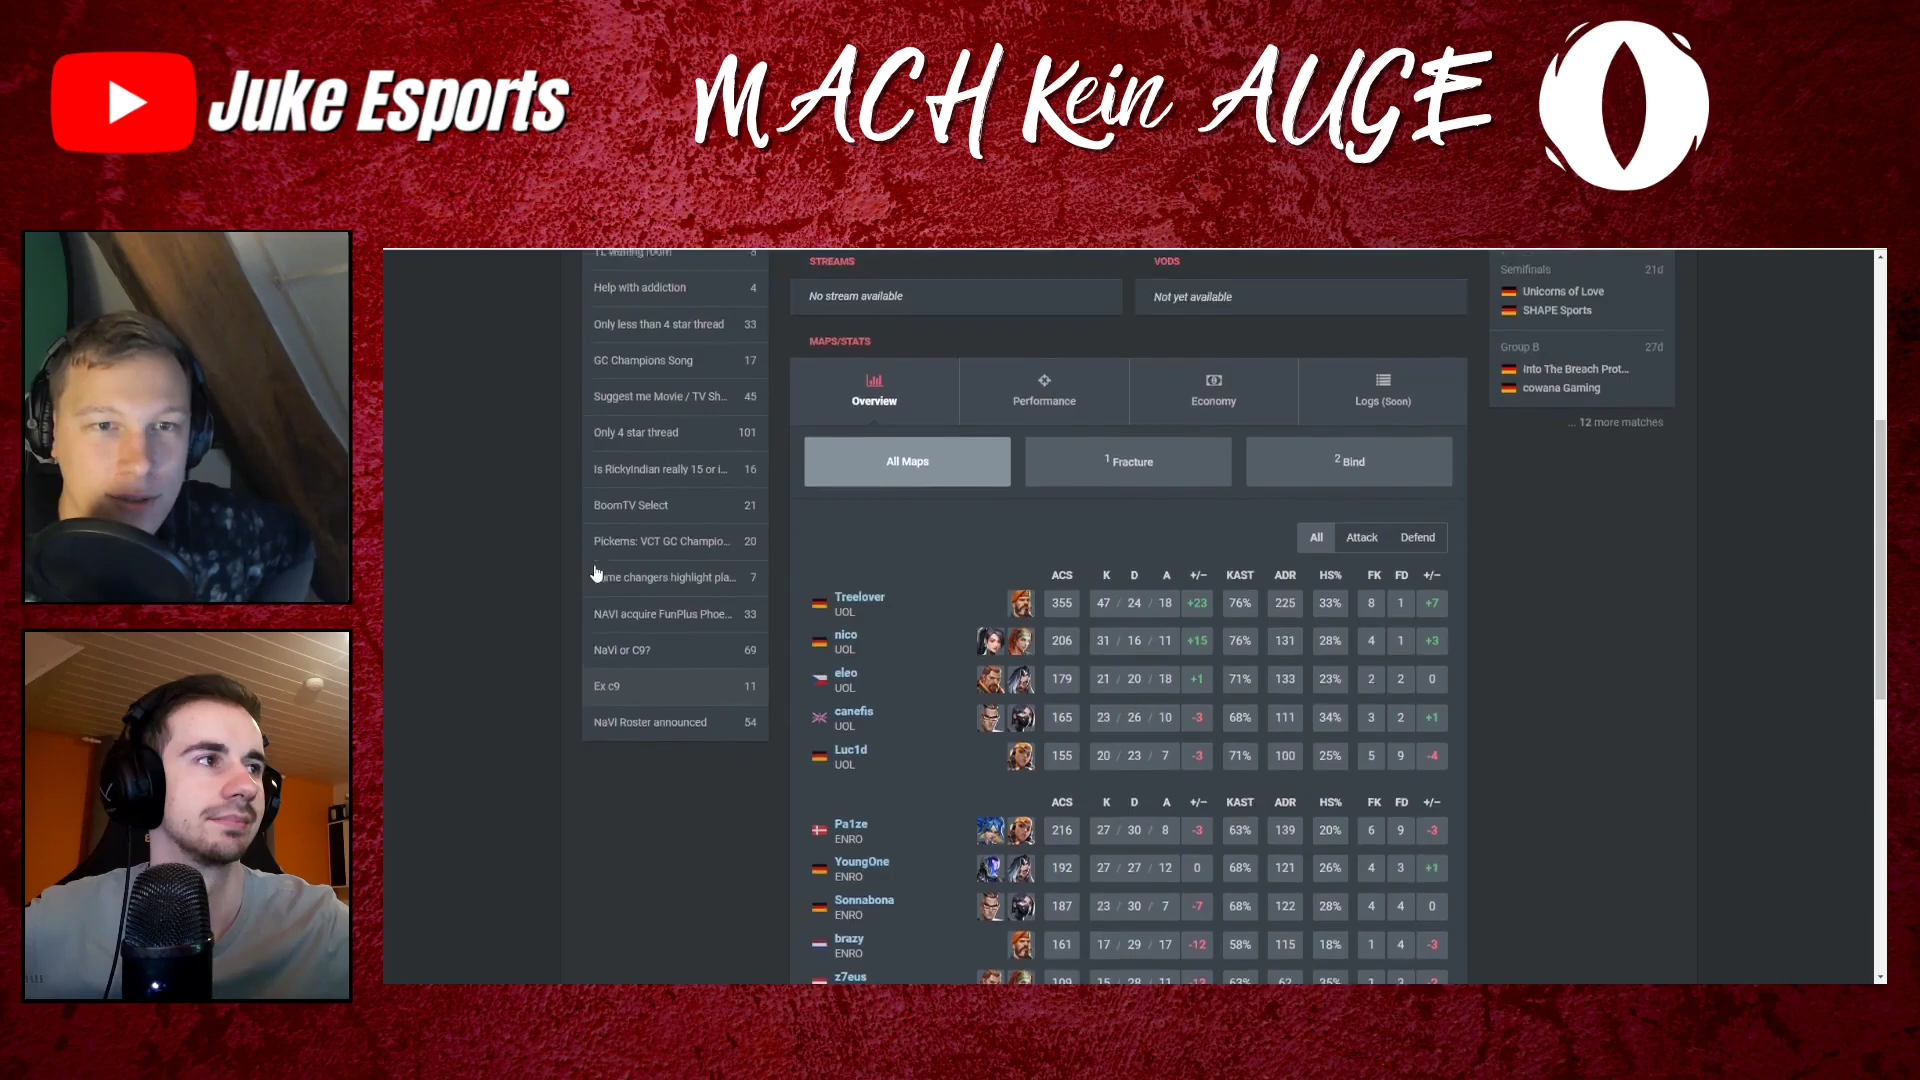 Juke Esports
MACH Kein AUGE
Help with addiction 4
Only less than 4 star thread 33
GC Champions Song 17
Suggest me Movie / TV Sh... 45
Only 4 star thread 101
Is RickyIndian really 15 or i... 16
BoomTV Select 21
Pickems: VCT GC Champio... 20
me changers highlight pla... 7
NAVI acquire FunPlus Phoe... 33
NaVi or C9? 69
Ex c9 11
NaVI Roster announced 54
STREAMS
No stream available
VODS
Not yet available
MAPS/STATS
Overview
Performance
Economy
Logs (Soon)
All Maps
1 Fracture
2 Bind
All Attack Defend
ACS K D A +/– KAST ADR HS% FK FD +/–
Treelover 355 47 / 24 / 18 +23 76% 225 33% 8 1 +7
UOL
nico 206 31 / 16 / 11 +15 76% 131 28% 4 1 +3
UOL
eleo 179 21 / 20 / 18 +1 71% 133 23% 2 2 0
UOL
canefis 165 23 / 26 / 10 -3 68% 111 34% 3 2 +1
UOL
Luc1d 155 20 / 23 / 7 -3 71% 100 25% 5 9 -4
UOL
ACS K D A +/– KAST ADR HS% FK FD +/–
Pa1ze 216 27 / 30 / 8 -3 63% 139 20% 6 9 -3
ENRO
YoungOne 192 27 / 27 / 12 0 68% 121 26% 4 3 +1
ENRO
Sonnabona 187 23 / 30 / 7 -7 68% 122 28% 4 4 0
ENRO
brazy 161 17 / 29 / 17 -12 58% 115 18% 1 4 -3
ENRO
z7eus
Semifinals 21d
Unicorns of Love
SHAPE Sports
Group B 27d
Into The Breach Prot...
cowana Gaming
... 12 more matches